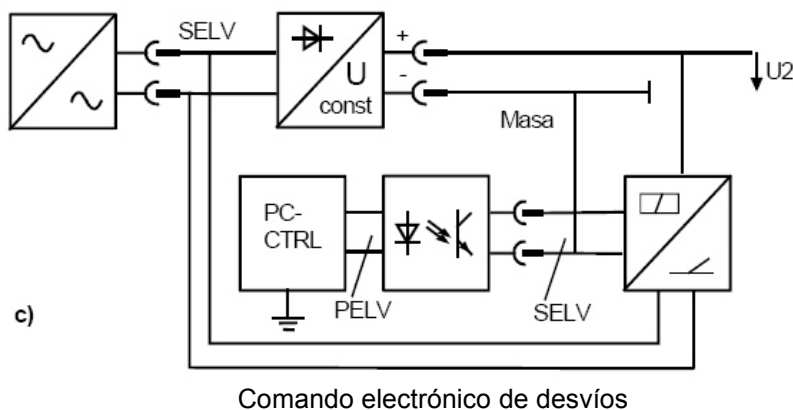 SELV
+
U
const
-
U2
Masa
PC-
CTRL
PELV
SELV
c)
Comando electrónico de desvíos